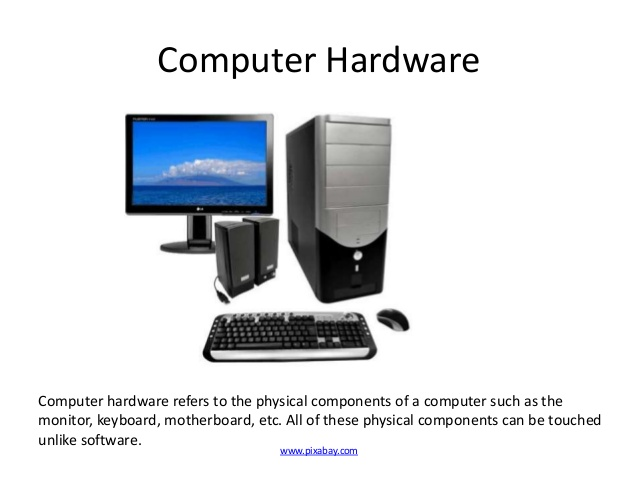 Computer Hardware
LG
Computer hardware refers to the physical components of a computer such as the
monitor, keyboard, motherboard, etc. All of these physical components can be touched
unlike software.
www.pixabay.com